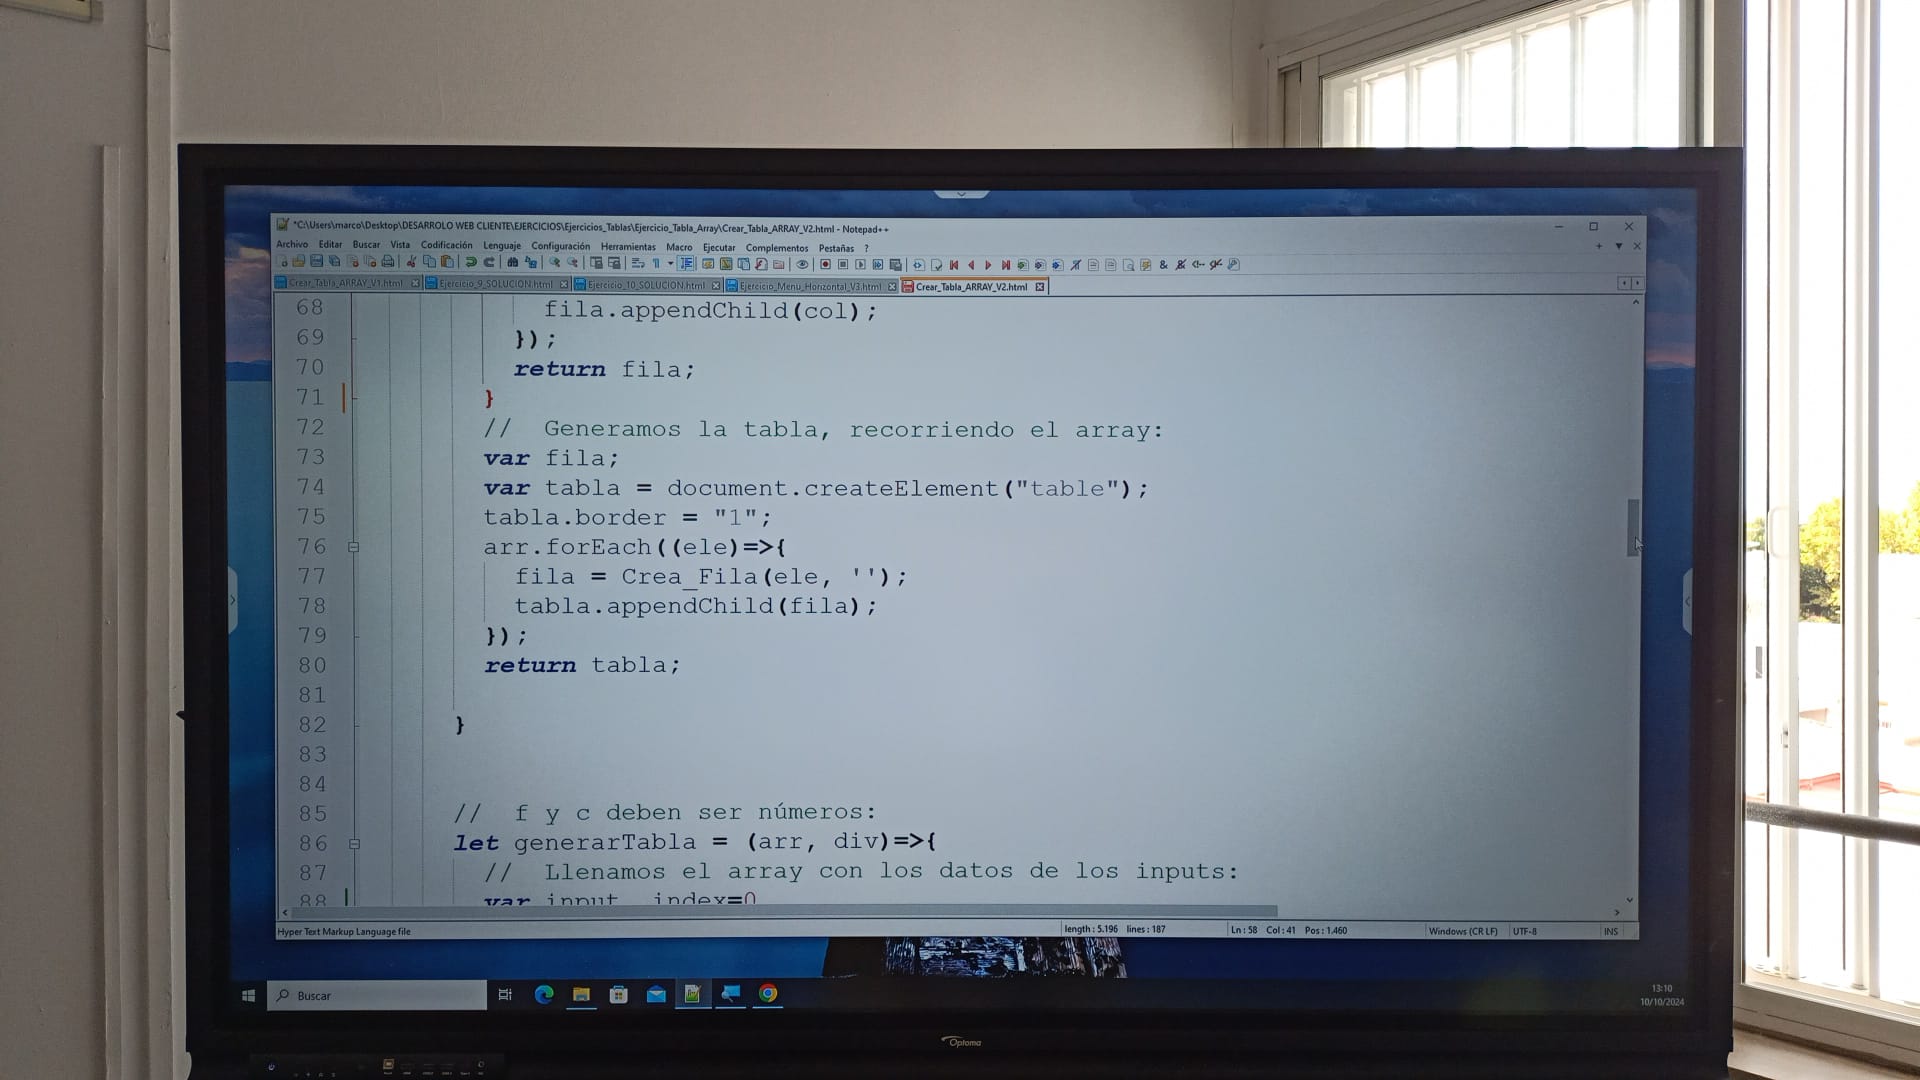 *C:\Users\marco\Desktop\DESARROLO WEB CLIENTE\EJERCICIOS\Ejercicios_Tablas\Ejercicio_Tabla_Array\Crear_Tabla_ARRAY_V2.html - Notepad++
Archivo Editar Buscar Vista Codificación Lenguaje Configuración Herramientas Macro Ejecutar Complementos Pestañas ?
Crear_Tabla_ARRAY_V1.html Ejercicio_9_SOLUCION.html Ejercicio_10_SOLUCION.html Ejercicio_Menu_Horizontal_V3.html Crear_Tabla_ARRAY_V2.html
68 fila.appendChild(col);
69 });
70 return fila;
71 }
72 // Generamos la tabla, recorriendo el array:
73 var fila;
74 var tabla = document.createElement("table");
75 tabla.border = "1";
76 arr.forEach((ele)=>{
77 fila = Crea_Fila(ele, '');
78 tabla.appendChild(fila);
79 });
80 return tabla;
81
82 }
83
84
85 // f y c deben ser números:
86 let generarTabla = (arr, div)=>{
87 // Llenamos el array con los datos de los inputs:
88 var input, index=0
Hyper Text Markup Language file length : 5.196 lines : 187 Ln : 58 Col : 41 Pos : 1.460 Windows (CR LF) UTF-8 INS
Buscar
13:10
10/10/2024
Optoma